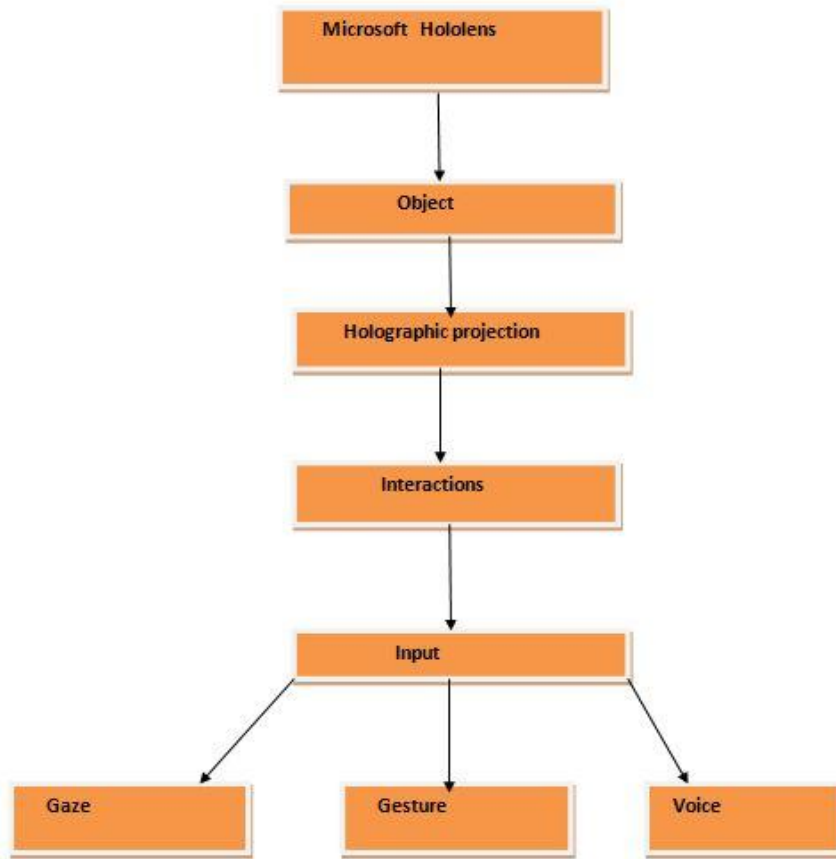 Microsoft Hololens
Object
Holographic projection
Interactions
Input
Gaze
Gesture
Voice